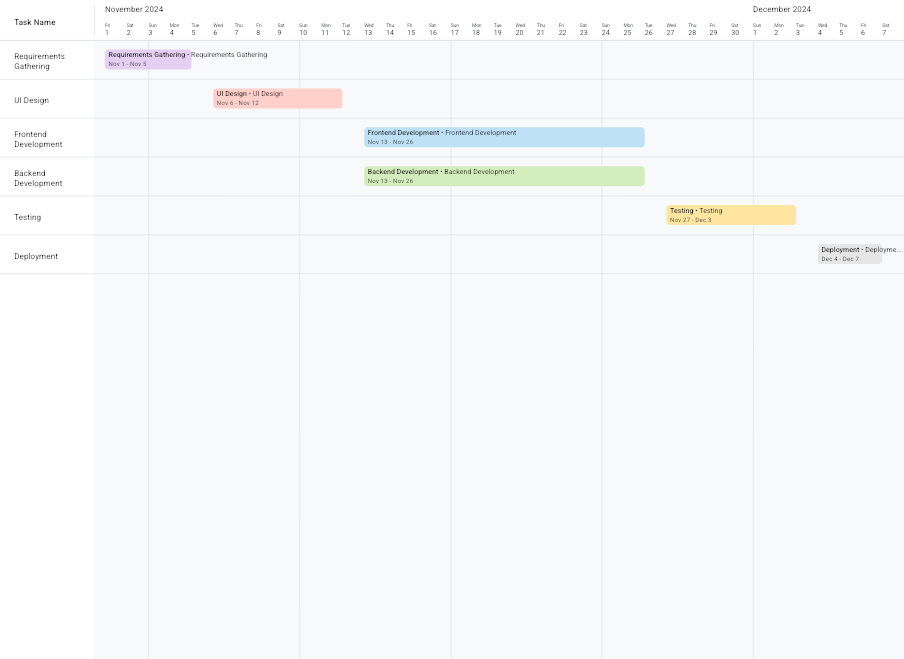 Task Name
November 2024
December 2024
Fri Sat Sun Mon Tue Wed Thu Fri Sat Sun Mon Tue Wed Thu Fri Sat Sun Mon Tue Wed Thu Fri Sat Sun Mon Tue Wed Thu Fri Sat Sun Mon Tue Wed Thu Fri Sat
1 2 3 4 5 6 7 8 9 10 11 12 13 14 15 16 17 18 19 20 21 22 23 24 25 26 27 28 29 30 1 2 3 4 5 6 7
Requirements
Gathering
Requirements Gathering • Requirements Gathering
Nov 1 - Nov 5
UI Design
UI Design • UI Design
Nov 6 - Nov 12
Frontend
Development
Frontend Development • Frontend Development
Nov 13 - Nov 26
Backend
Development
Backend Development • Backend Development
Nov 13 - Nov 26
Testing
Testing • Testing
Nov 27 - Dec 3
Deployment
Deployment • Deployme...
Dec 4 - Dec 7